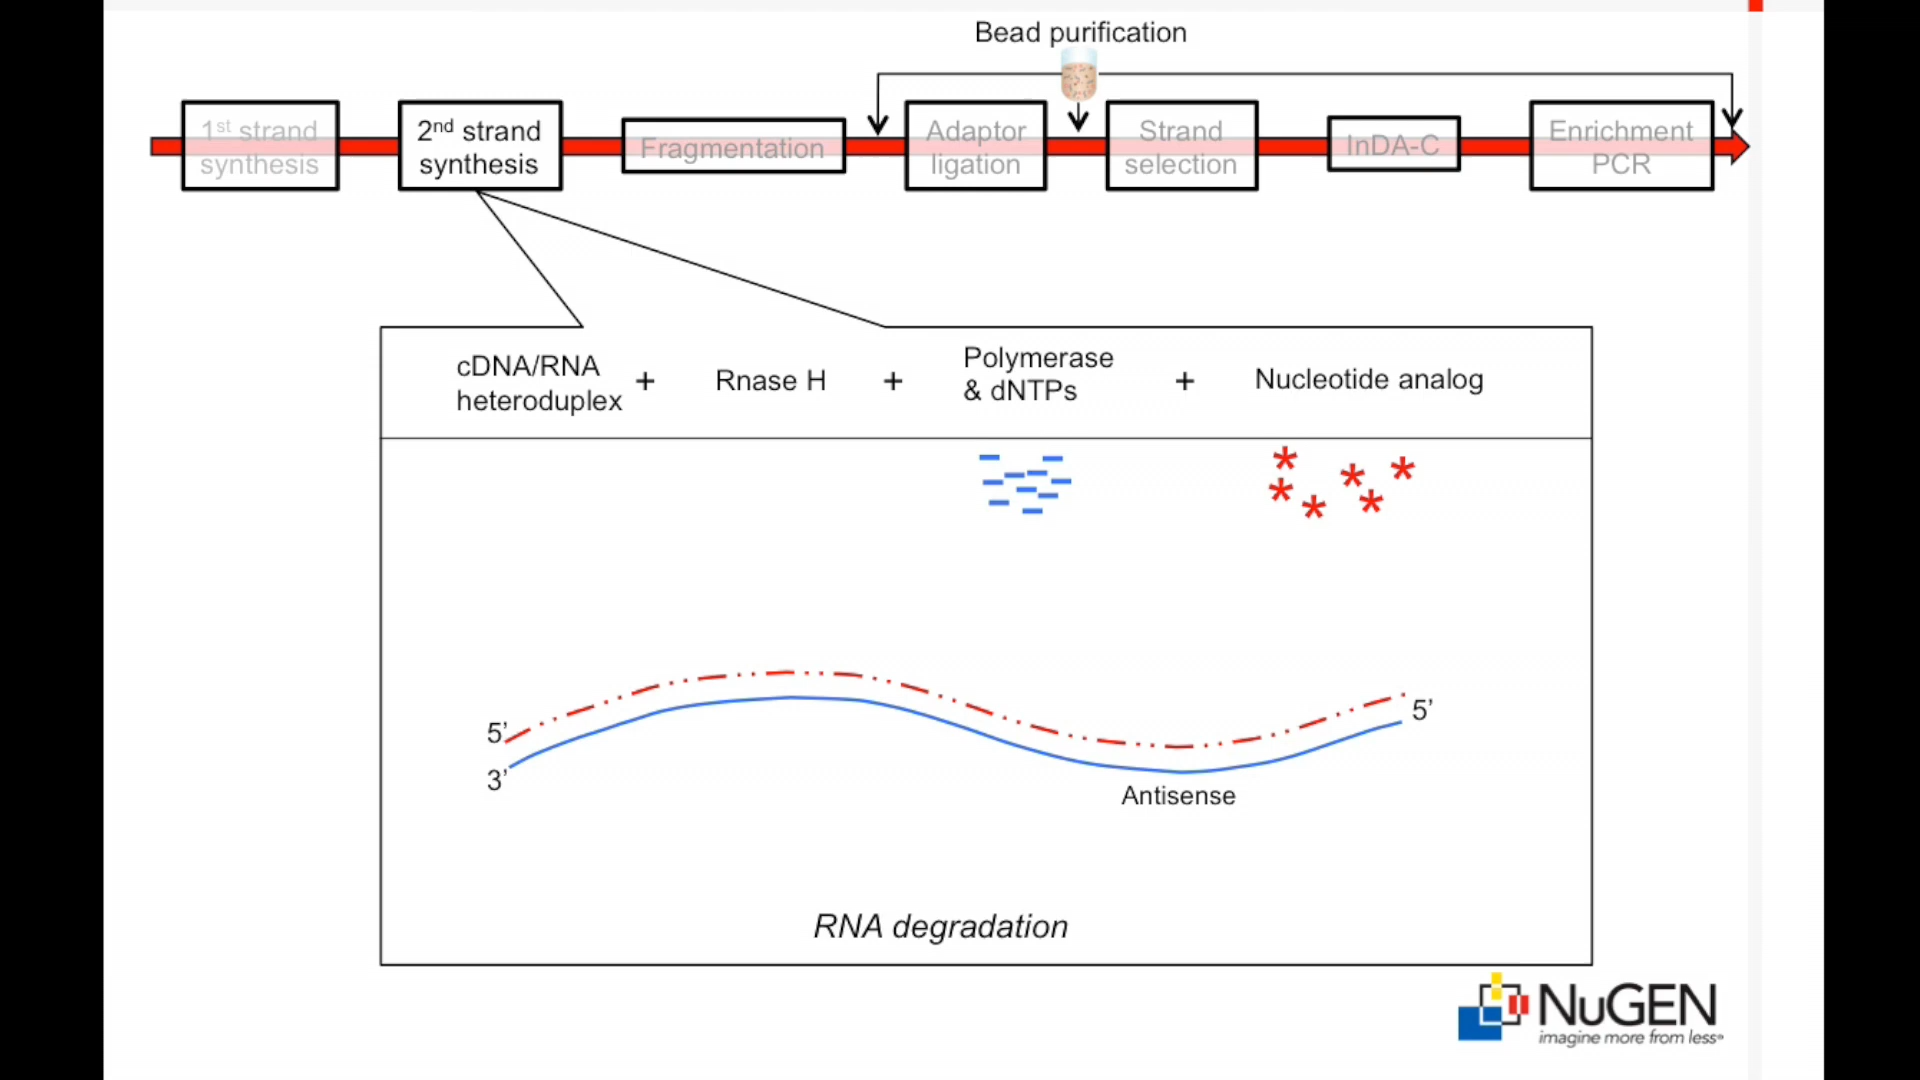 Bead purification
1st strand
synthesis
2nd strand
synthesis
Fragmentation
Adaptor
ligation
Strand
selection
InDA-C
Enrichment
PCR
cDNA/RNA
heteroduplex
+
Rnase H
+
Polymerase
& dNTPs
+
Nucleotide analog
5’
3’
5’
Antisense
RNA degradation
NuGEN
imagine more from less